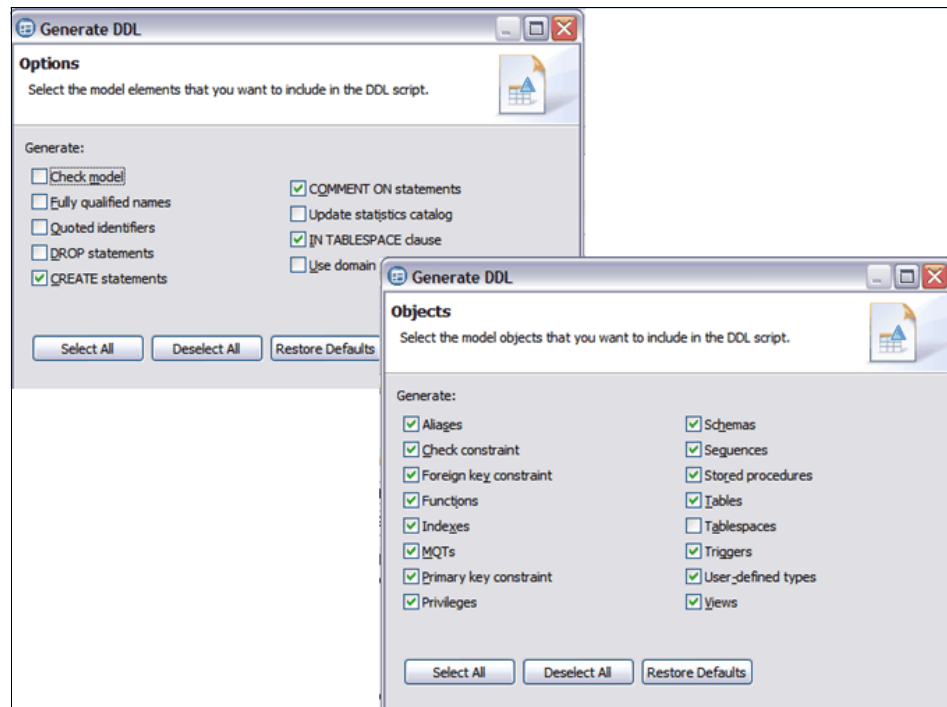 Generate DDL
Options
Select the model elements that you want to include in the DDL script.
Generate:
Check model
Fully qualified names
Quoted identifiers
DROP statements
CREATE statements
COMMENT ON statements
Update statistics catalog
IN TABLESPACE clause
Use domain
Select All Deselect All Restore Defaults
Generate DDL
Objects
Select the model objects that you want to include in the DDL script.
Generate:
Aliases
Check constraint
Foreign key constraint
Functions
Indexes
MQTs
Primary key constraint
Privileges
Schemas
Sequences
Stored procedures
Tables
Tablespaces
Triggers
User-defined types
Views
Select All Deselect All Restore Defaults